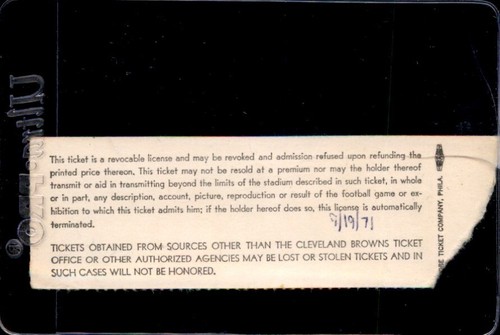 This ticket is a revocable license and may be revoked and admission refused upon refunding the
printed price thereon. This ticket may not be resold at a premium nor may the holder thereof
transmit or aid in transmitting beyond the limits of the stadium described in such ticket, in whole
or in part, any description, account, picture, reproduction or result of the football game or ex-
hibition to which this ticket admits him; if the holder hereof does so, this license is automatically
terminated.
9/19/71
TICKETS OBTAINED FROM SOURCES OTHER THAN THE CLEVELAND BROWNS TICKET
OFFICE OR OTHER AUTHORIZED AGENCIES MAY BE LOST OR STOLEN TICKETS AND IN
SUCH CASES WILL NOT BE HONORED.
TICKET COMPANY, PHILA.